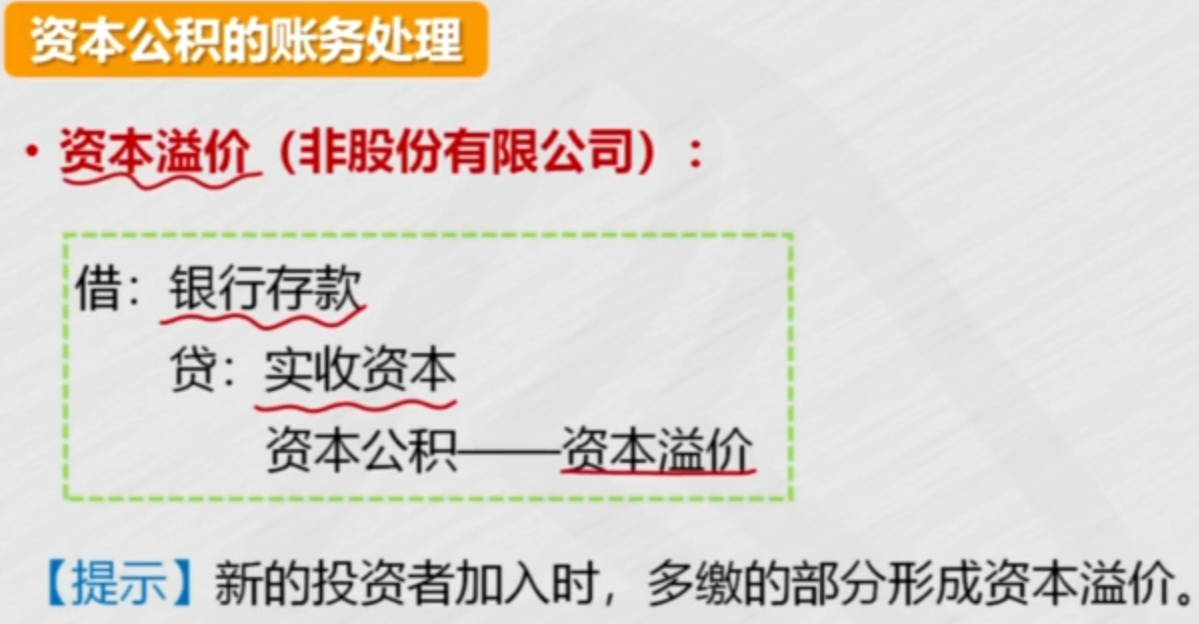 资本公积的账务处理
• 资本溢价（非股份有限公司）：
借：银行存款
贷：实收资本
资本公积——资本溢价
【提示】新的投资者加入时，多缴的部分形成资本溢价。